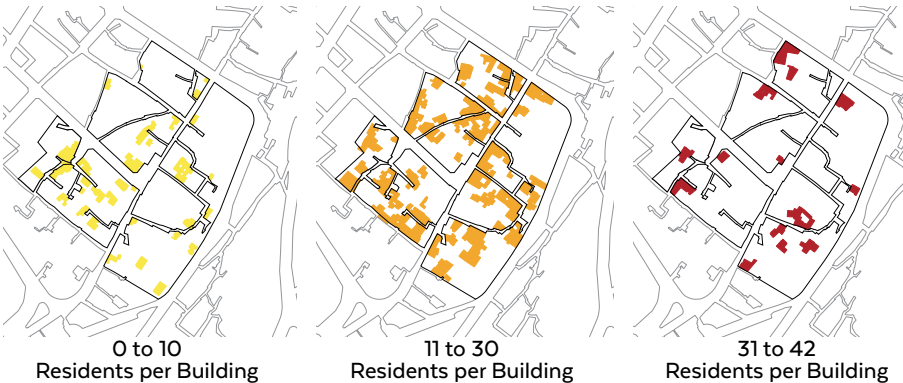 0 to 10
Residents per Building
11 to 30
Residents per Building
31 to 42
Residents per Building